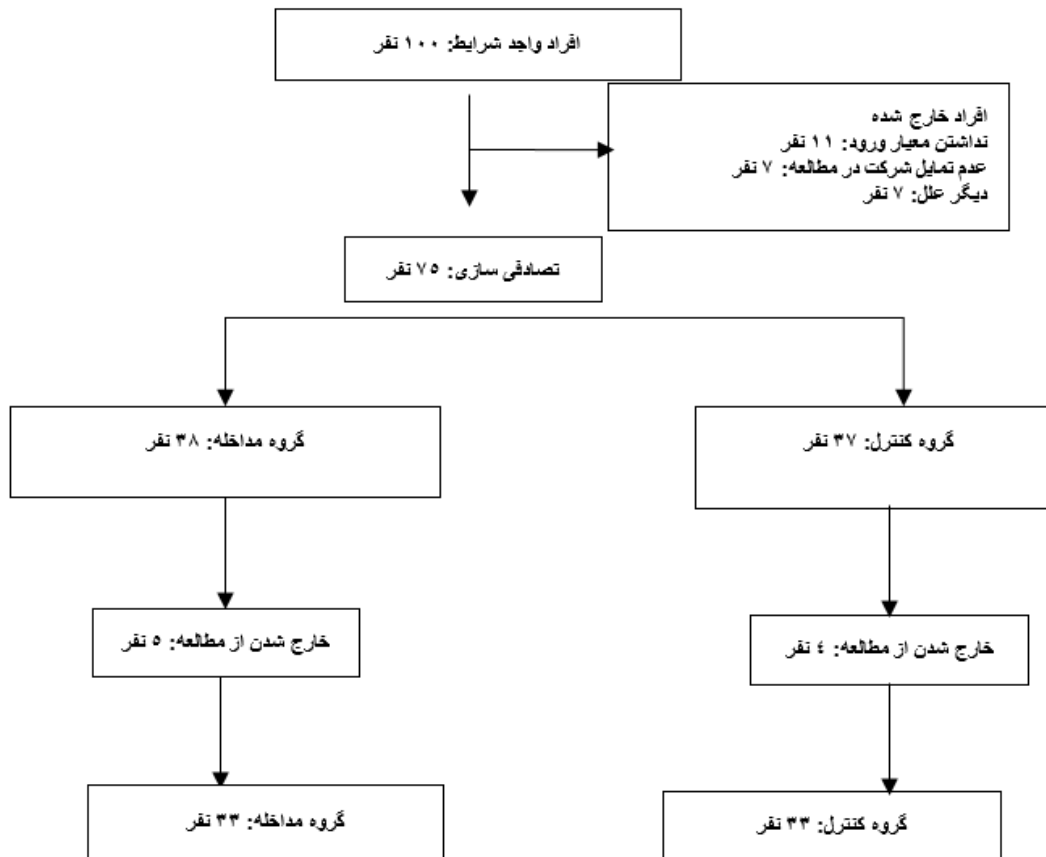 افراد واجد شرایط: ۱۰۰ نفر
افراد خارج شده
نداشتن معیار ورود: ۱۱ نفر
عدم تمایل شرکت در مطالعه: ۷ نفر
دیگر علل: ۷ نفر
تصادفی سازی: ۷۵ نفر
گروه کنترل: ۳۷ نفر
گروه مداخله: ۳۸ نفر
خارج شدن از مطالعه: ٤ نفر
خارج شدن از مطالعه: ۵ نفر
گروه کنترل: ۳۳ نفر
گروه مداخله: ۳۳ نفر